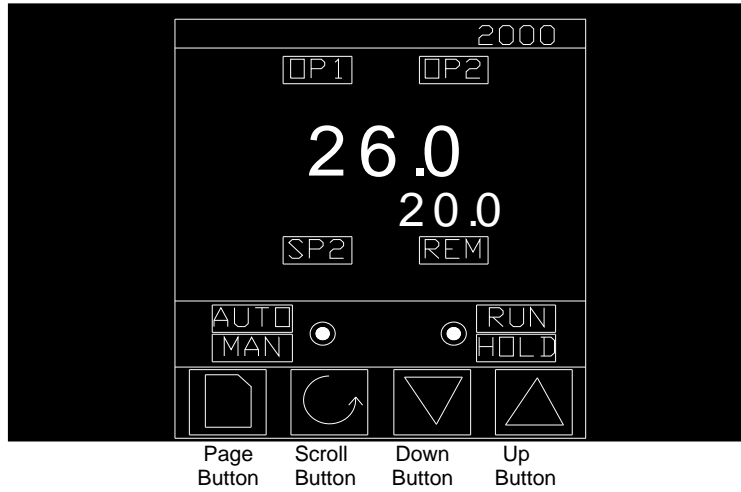 2000
OP1 OP2
26.0
20.0
SP2 REM
AUTO RUN
MAN HOLD
Page Scroll Down Up
Button Button Button Button